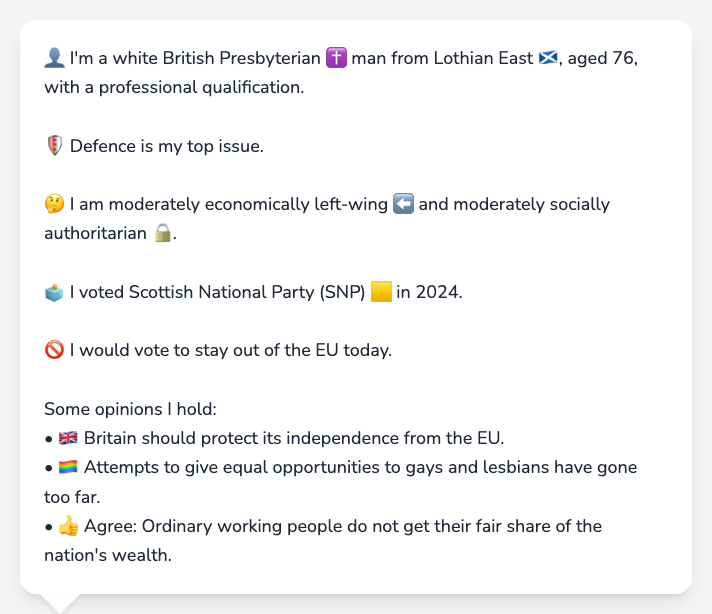 👤 I'm a white British Presbyterian ✝️ man from Lothian East 🏴󠁧󠁢󠁳󠁣󠁴󠁿, aged 76,
with a professional qualification.
🛡️ Defence is my top issue.
🤔 I am moderately economically left-wing ⬅️ and moderately socially
authoritarian 🔒.
🗳️ I voted Scottish National Party (SNP) 🟨 in 2024.
🚫 I would vote to stay out of the EU today.
Some opinions I hold:
• 🇬🇧 Britain should protect its independence from the EU.
• 🏳️‍🌈 Attempts to give equal opportunities to gays and lesbians have gone
too far.
• 👍 Agree: Ordinary working people do not get their fair share of the
nation's wealth.